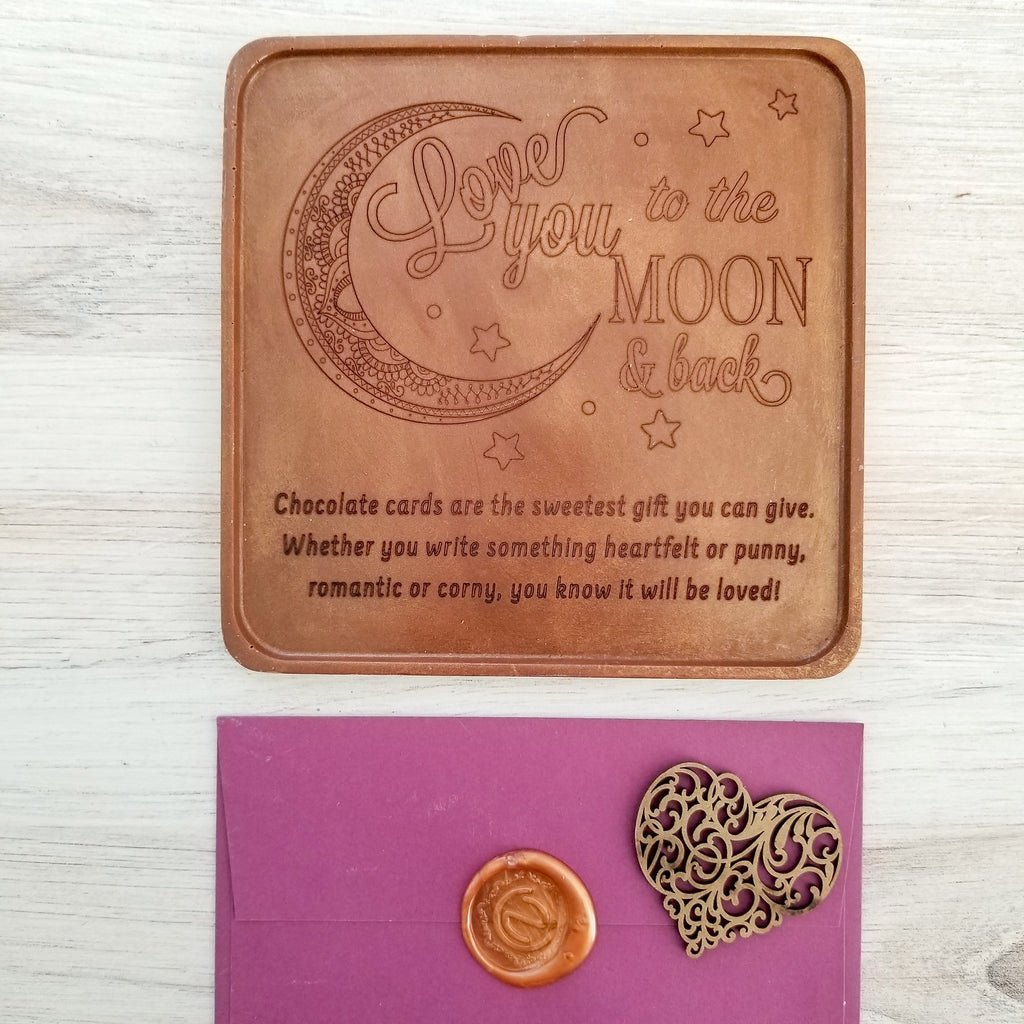 Love
you to the
MOON
& back
Chocolate cards are the sweetest gift you can give.
Whether you write something heartfelt or punny,
romantic or corny, you know it will be loved!